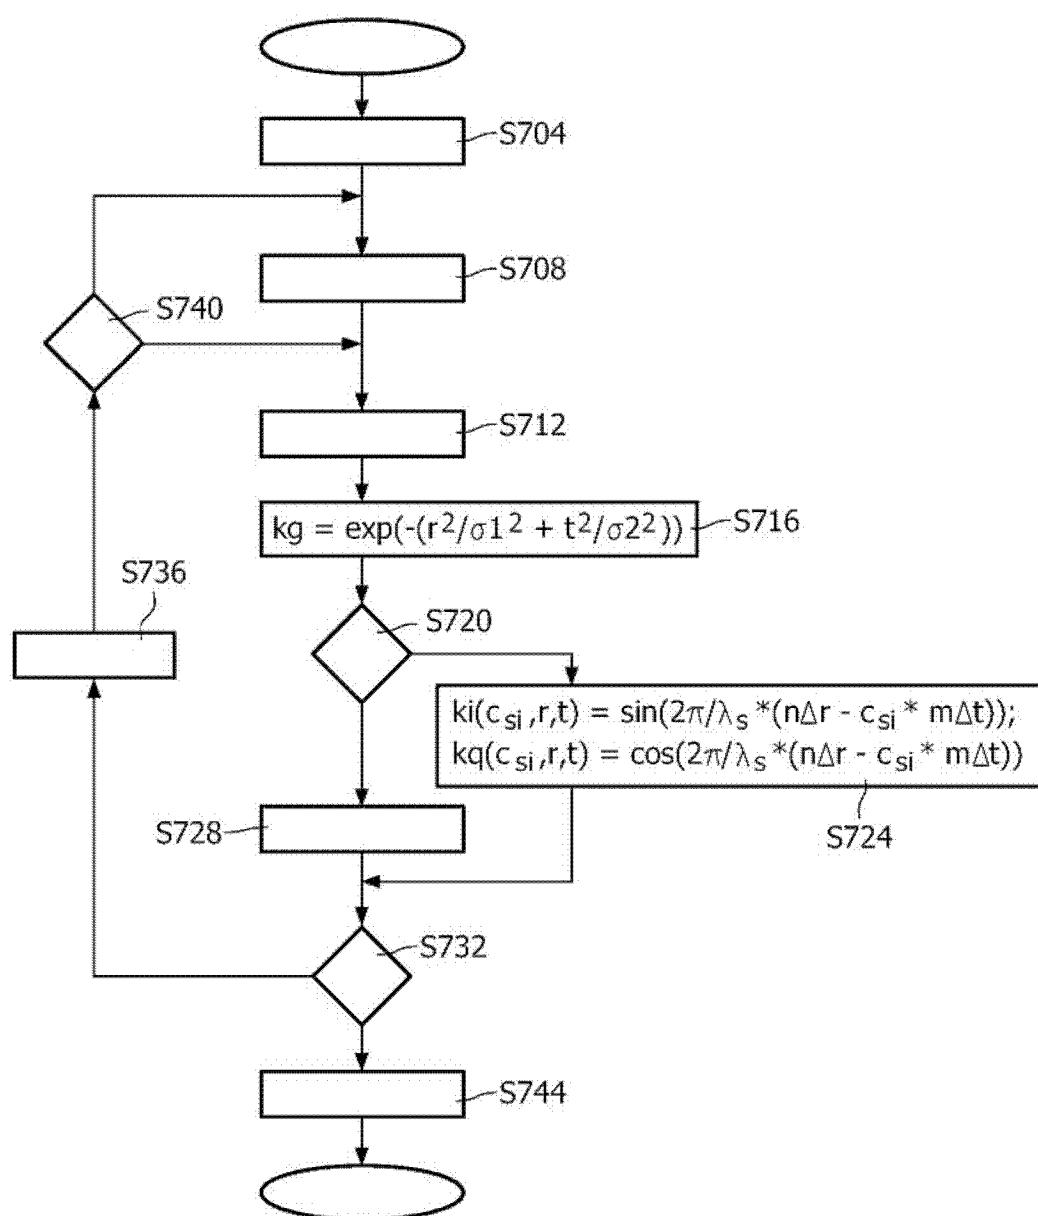 S704
S708
S740
S712
kg = exp(-(r²/σ1² + t²/σ2²))
S716
S736
S720
ki(c_si,r,t) = sin(2π/λ_s*(nΔr - c_si* mΔt));
kq(c_si,r,t) = cos(2π/λ_s*(nΔr - c_si* mΔt))
S728
S724
S732
S744